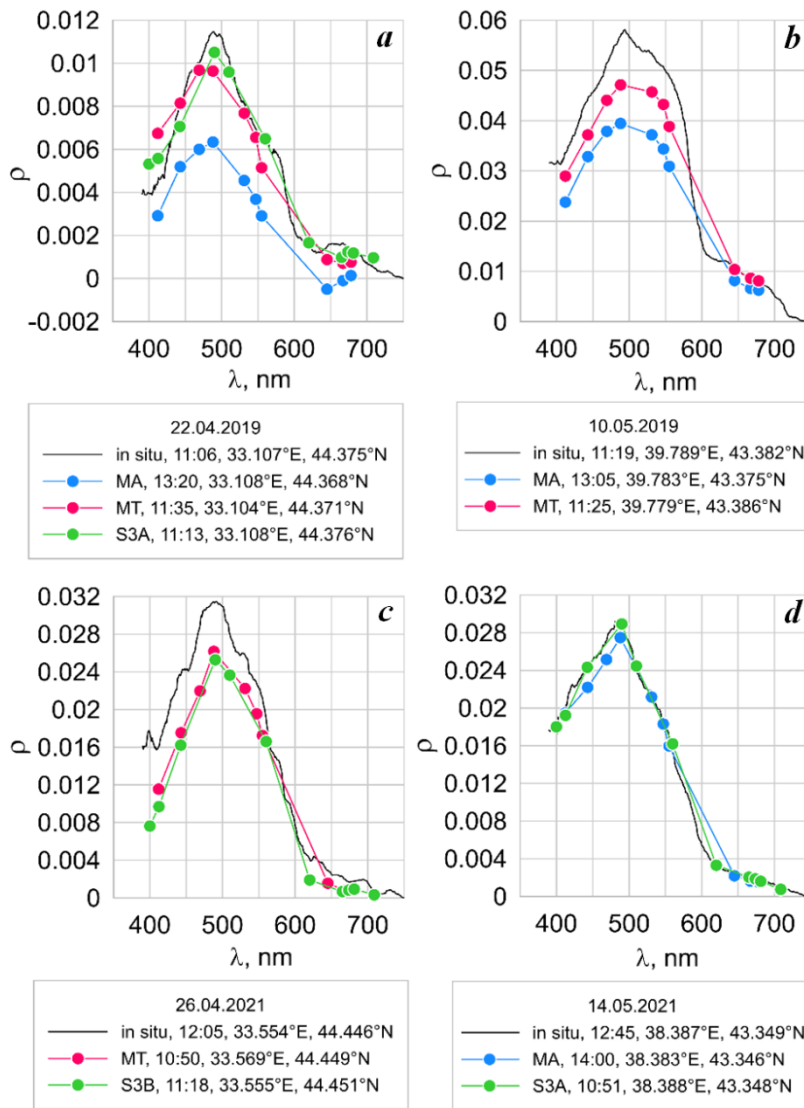 a
0.012
0.01
0.008
0.006
0.004
0.002
0
-0.002
ρ
400 500 600 700
λ, nm
22.04.2019
in situ, 11:06, 33.107°E, 44.375°N
MA, 13:20, 33.108°E, 44.368°N
MT, 11:35, 33.104°E, 44.371°N
S3A, 11:13, 33.108°E, 44.376°N
b
0.06
0.05
0.04
0.03
0.02
0.01
0
ρ
400 500 600 700
λ, nm
10.05.2019
in situ, 11:19, 39.789°E, 43.382°N
MA, 13:05, 39.783°E, 43.375°N
MT, 11:25, 39.779°E, 43.386°N
c
0.032
0.028
0.024
0.02
0.016
0.012
0.008
0.004
0
ρ
400 500 600 700
λ, nm
26.04.2021
in situ, 12:05, 33.554°E, 44.446°N
MT, 10:50, 33.569°E, 44.449°N
S3B, 11:18, 33.555°E, 44.451°N
d
0.032
0.028
0.024
0.02
0.016
0.012
0.008
0.004
0
ρ
400 500 600 700
λ, nm
14.05.2021
in situ, 12:45, 38.387°E, 43.349°N
MA, 14:00, 38.383°E, 43.346°N
S3A, 10:51, 38.388°E, 43.348°N